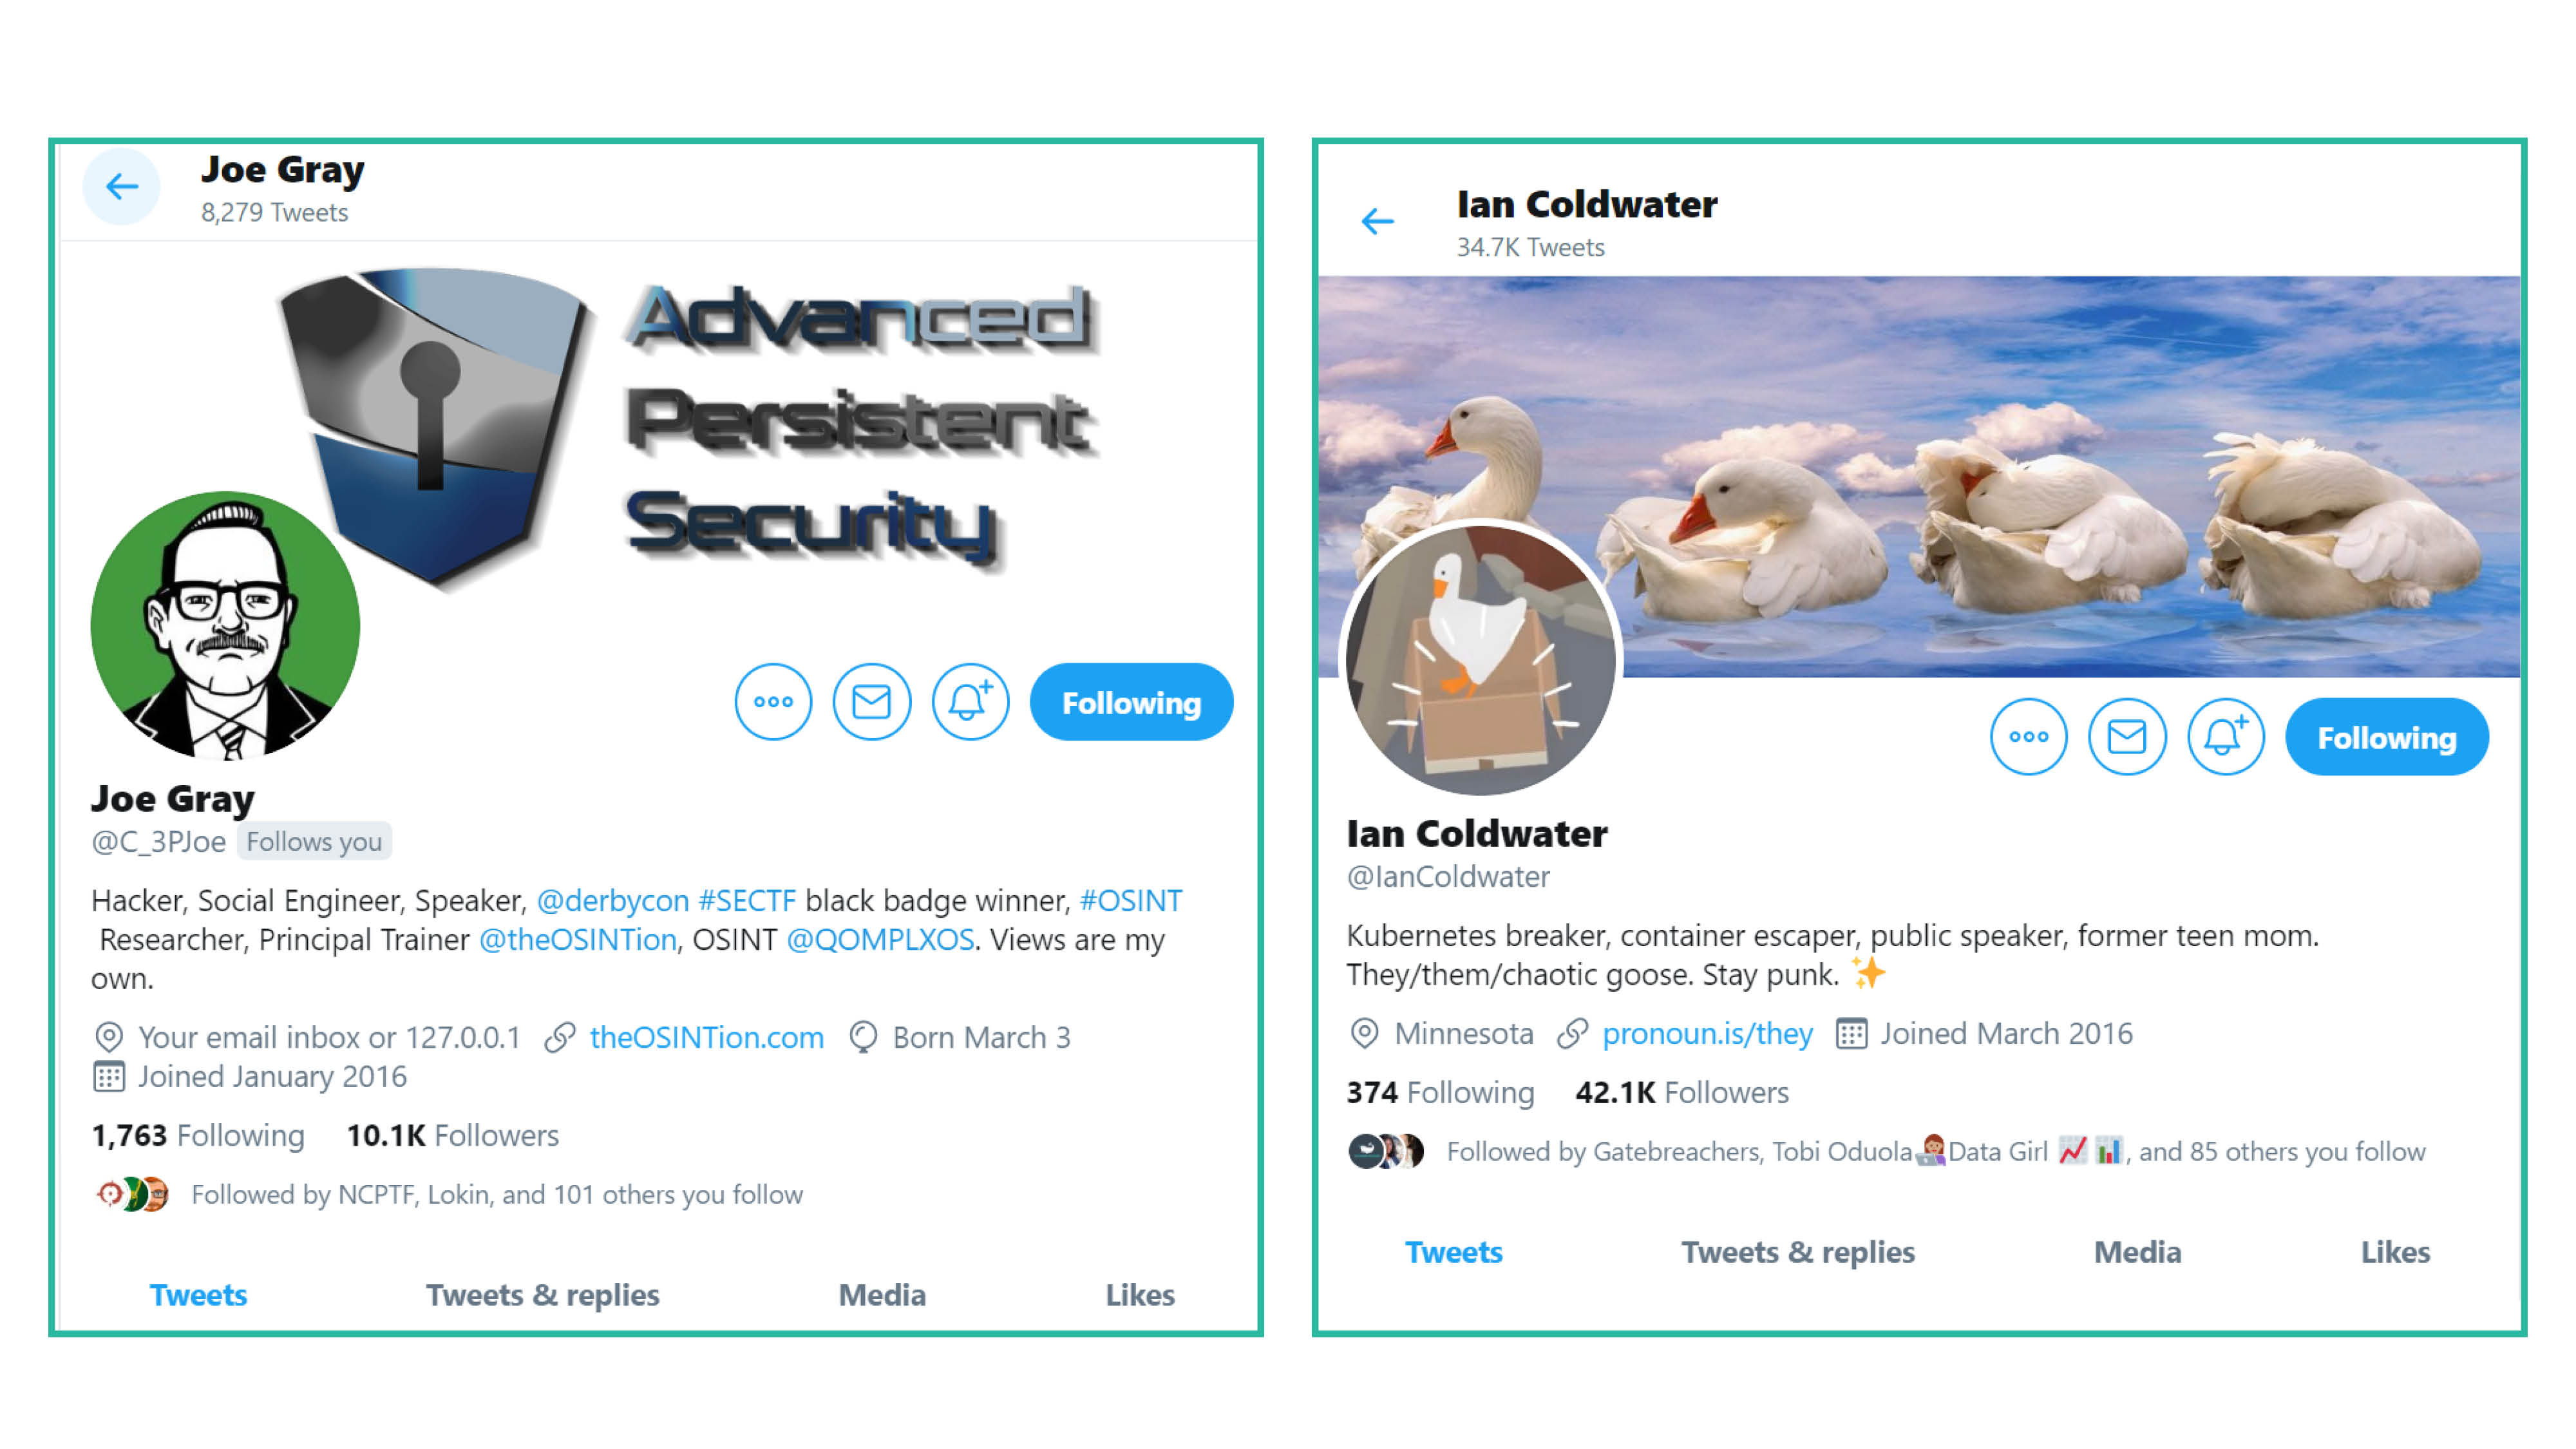 Joe Gray
8,279 Tweets
Advanced
Persistent
Security
Following
Joe Gray
@C_3PJoe Follows you
Hacker, Social Engineer, Speaker, @derbycon #SECTF black badge winner, #OSINT
Researcher, Principal Trainer @theOSINTion, OSINT @QOMPLXOS. Views are my
own.
Your email inbox or 127.0.0.1 theOSINTion.com Born March 3
Joined January 2016
1,763 Following 10.1K Followers
Followed by NCPTF, Lokin, and 101 others you follow
Tweets Tweets & replies Media Likes
Ian Coldwater
34.7K Tweets
Following
Ian Coldwater
@IanColdwater
Kubernetes breaker, container escaper, public speaker, former teen mom.
They/them/chaotic goose. Stay punk. ✨
Minnesota pronoun.is/they Joined March 2016
374 Following 42.1K Followers
Followed by Gatebreachers, Tobi Oduola👩🏽‍💻Data Girl 📈 📊, and 85 others you follow
Tweets Tweets & replies Media Likes